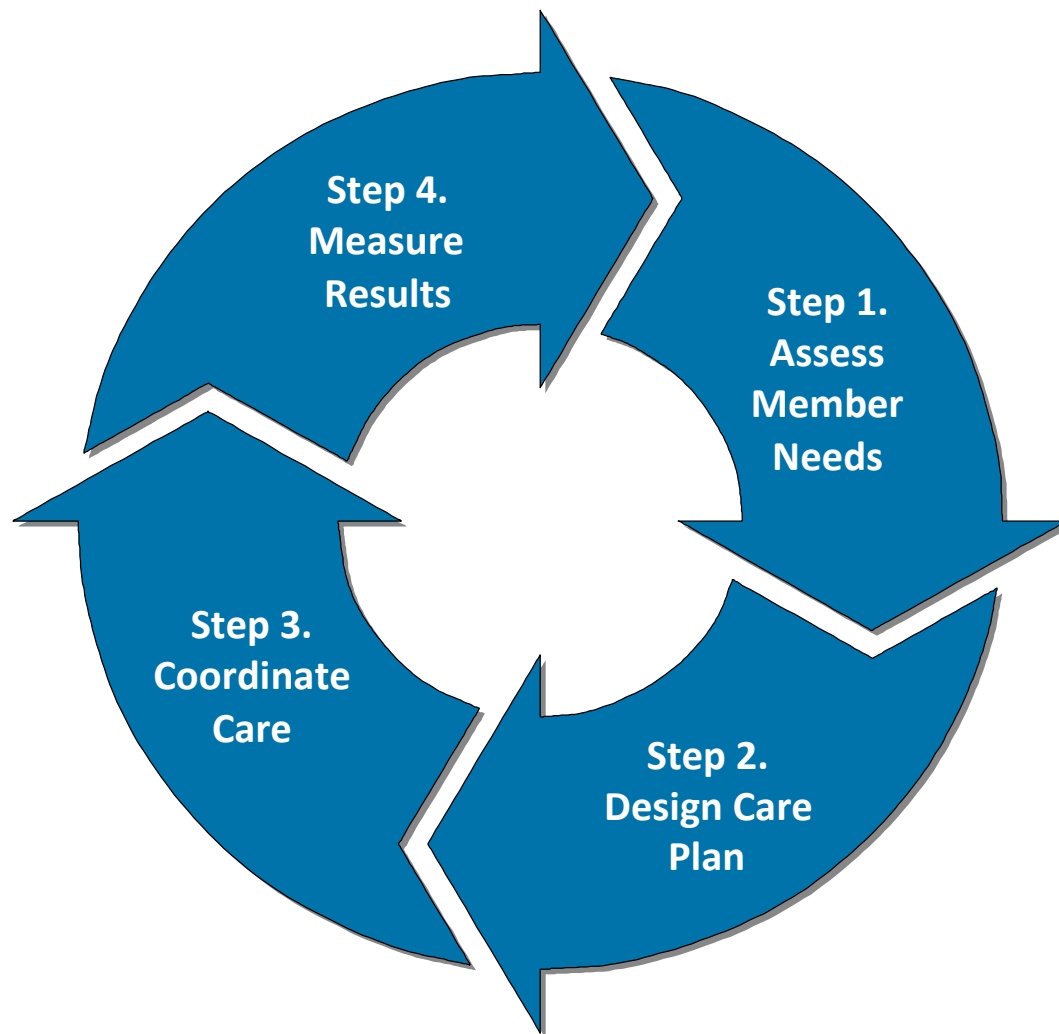 Step 1.
Assess
Member
Needs
Step 2.
Design Care
Plan
Step 3.
Coordinate
Care
Step 4.
Measure
Results